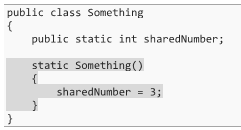 public class Something
{
    public static int sharedNumber;
    static Something()
    {
        sharedNumber = 3;
    }
}